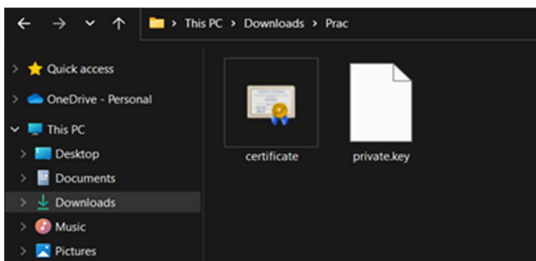 This PC > Downloads > Prac
Quick access
OneDrive - Personal
This PC
Desktop
Documents
Downloads
Music
Pictures
certificate
private.key